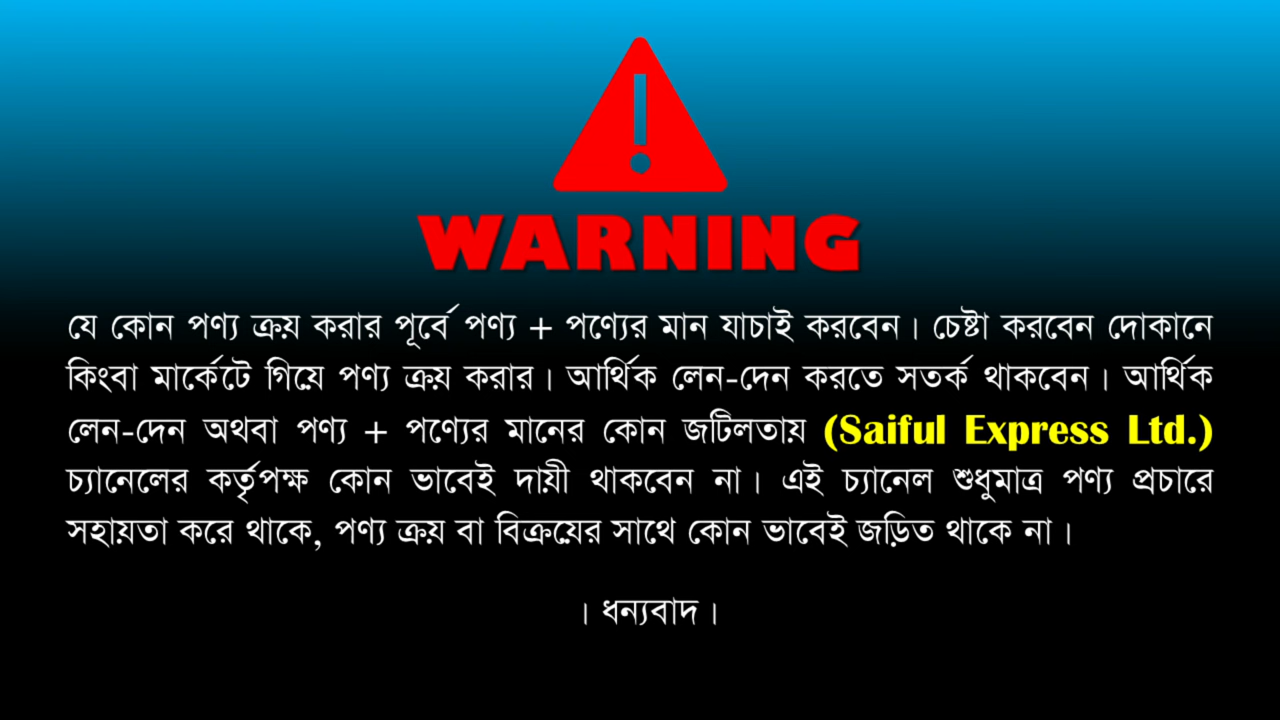 WARNING
যে কোন পণ্য ক্রয় করার পূর্বে পণ্য + পণ্যের মান যাচাই করবেন। চেষ্টা করবেন দোকানে
কিংবা মার্কেটে গিয়ে পণ্য ক্রয় করার। আর্থিক লেন-দেন করতে সতর্ক থাকবেন। আর্থিক
লেন-দেন অথবা পণ্য + পণ্যের মানের কোন জটিলতায় (Saiful Express Ltd.)
চ্যানেলের কর্তৃপক্ষ কোন ভাবেই দায়ী থাকবেন না। এই চ্যানেল শুধুমাত্র পণ্য প্রচারে
সহায়তা করে থাকে, পণ্য ক্রয় বা বিক্রয়ের সাথে কোন ভাবেই জড়িত থাকে না।
। ধন্যবাদ।